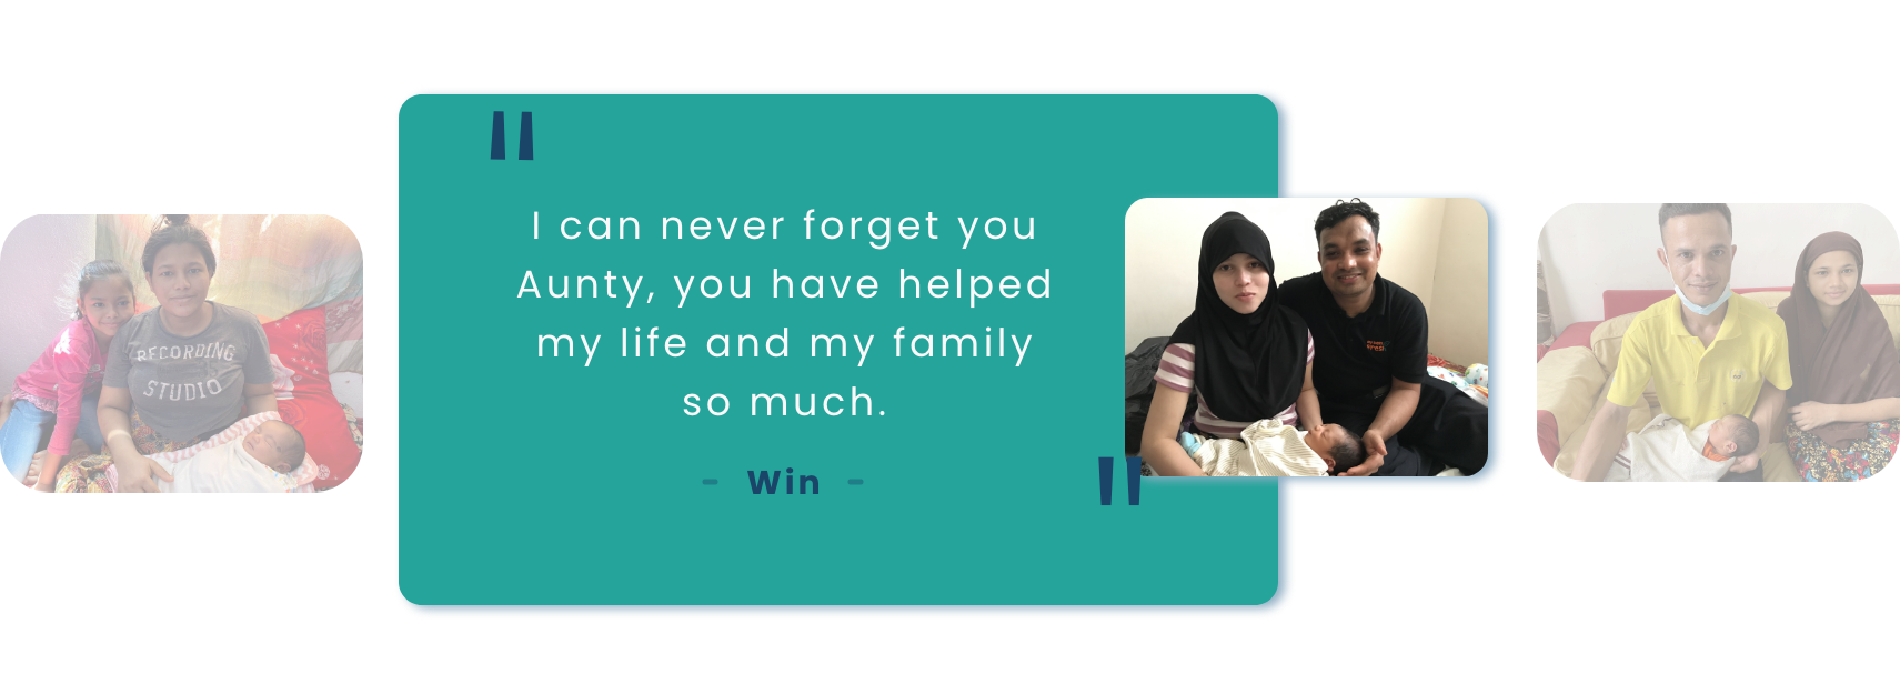 "
I can never forget you
Aunty, you have helped
my life and my family
so much.
- Win -
"
RECORDING
STUDIO